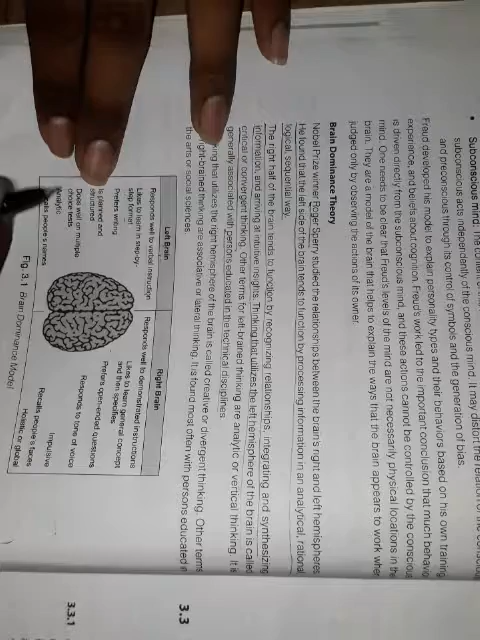 • Subconscious mind: The
subconscious acts independently of the conscious mind. It may distort the relation
and preconscious through its control of symbols and the generation of bias.
Freud developed his model to explain personality types and their behaviors based on his own training
experience, and beliefs about cognition. Freud's work led to the important conclusion that much behavio
is driven directly from the subconscious mind, and these actions cannot be controlled by the consciou
mind. One needs to be clear that Freud's levels of the mind are not necessarily physical locations in the
brain. They are a model of the brain that helps to explain the ways that the brain appears to work when
judged only by observing the actions of its owner.
Brain Dominance Theory
Nobel Prize winner Roger Sperry studied the relationships between the brain's right and left hemispheres
He found that the left side of the brain tends to function by processing information in an analytical, rational
logical, sequential way.
The right half of the brain tends to function by recognizing relationships, integrating and synthesizing
information, and arriving at intuitive insights. Thinking that utilizes the left hemisphere of the brain is called
critical or convergent thinking. Other terms for left-brained thinking are analytic or vertical thinking. It is
generally associated with persons educated in the technical disciplines.
king that utilizes the right hemisphere of the brain is called creative or divergent thinking. Other terms
right-brained thinking are associative or lateral thinking. It is found most often with persons educated in
the arts or social sciences.
Left Brain
Responds well to verbal instruction
Likes to learn in step-by-
step format
Prefers writing
Is planned and
structured
Does well on multiple
choice tests
Analytic
people's names
Right Brain
Responds well to demonstrated instructions
Likes to learn general concept
and then specifies
Prefers open-ended questions
Responds to tons of voice
Impulsive
Recalls people's faces
Holistic or global
Fig 3.1 Brain Dominance Model
3.3
3.3.1